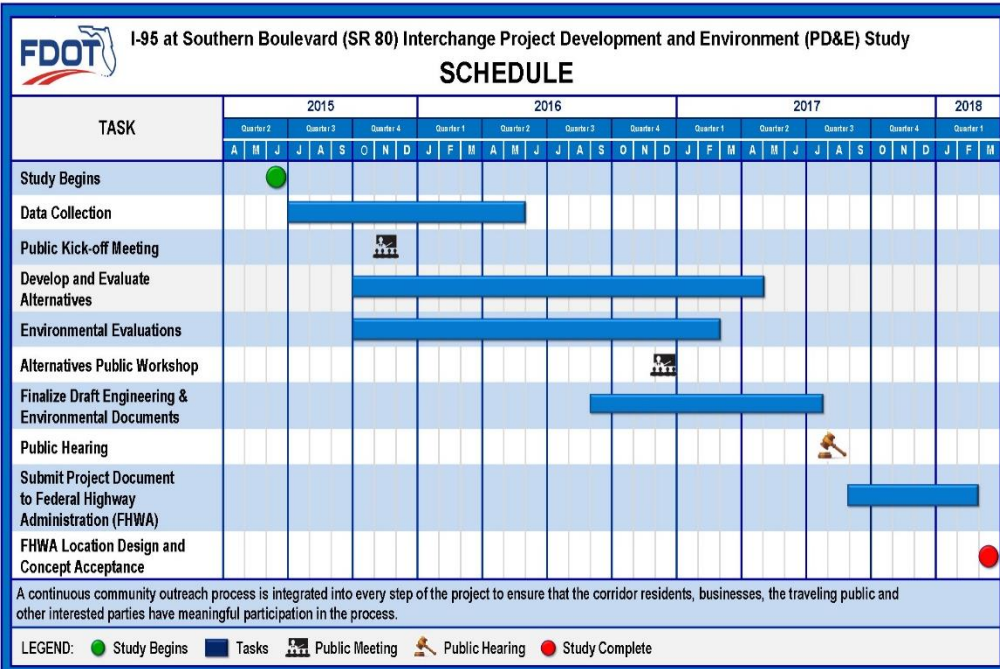 FDOT
I-95 at Southern Boulevard (SR 80) Interchange Project Development and Environment (PD&E) Study
SCHEDULE
TASK
2015 2016 2017 2018
Quarter 2 Quarter 3 Quarter 4 Quarter 1 Quarter 2 Quarter 3 Quarter 4 Quarter 1 Quarter 2 Quarter 3 Quarter 4 Quarter 1
A M J J A S O N D J F M A M J J A S O N D J F M A M J J A S O N D J F M
Study Begins
Data Collection
Public Kick-off Meeting
Develop and Evaluate
Alternatives
Environmental Evaluations
Alternatives Public Workshop
Finalize Draft Engineering &
Environmental Documents
Public Hearing
Submit Project Document
to Federal Highway
Administration (FHWA)
FHWA Location Design and
Concept Acceptance
A continuous community outreach process is integrated into every step of the project to ensure that the corridor residents, businesses, the traveling public and
other interested parties have meaningful participation in the process.
LEGEND: Study Begins Tasks Public Meeting Public Hearing Study Complete